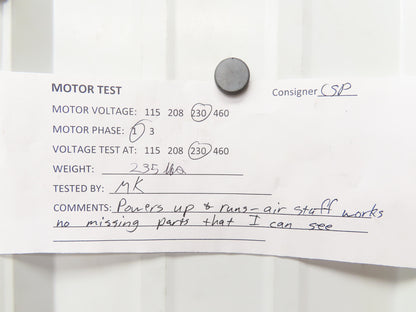 MOTOR TEST Consigner CSP
MOTOR VOLTAGE: 115 208 230 460
MOTOR PHASE: 1 3
VOLTAGE TEST AT: 115 208 230 460
WEIGHT: 235 lbs
TESTED BY: MK
COMMENTS: Powers up & runs - air stuff works
no missing parts that I can see